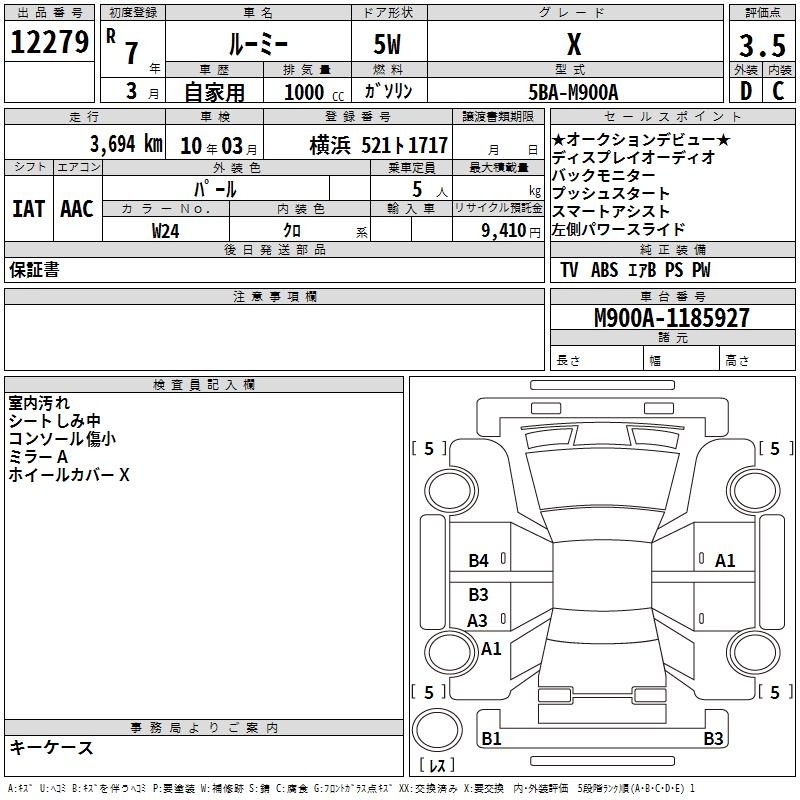 出品番号 初度登録 車名 ドア形状 グレード 評価点
12279 R 7 年 ルーミー 5W X 3.5
車歴 排気量 燃料 型式 外装 内装
3 月 自家用 1000 CC ガソリン 5BA-M900A D C
走行 車検 登録番号 譲渡書類期限 セールスポイント
3,694 km 10 年 03 月 横浜 521ト1717 月 日
★オークションデビュー★
ディスプレイオーディオ
バックモニター
プッシュスタート
スマートアシスト
左側パワースライド
シフト エアコン 外装色 乗車定員 最大積載量
IAT AAC パール 5 人 kg
カラーNo. 内装色 輸入車 リサイクル預託金
W24 クロ 系 9,410 円
後日発送部品 純正装備
保証書 TV ABS エアB PS PW
注意事項欄 車台番号
M900A-1185927
諸元
長さ 幅 高さ
検査員記入欄
室内汚れ
シートしみ中
コンソール傷小
ミラーA
ホイールカバーX
[ 5 ] [ 5 ]
B4 A1
B3
A3
A1
[ 5 ] [ 5 ]
B1 B3
[ レス ]
事務局よりご案内
キーケース
A:キズ U:ヘコミ B:キズを伴うヘコミ P:要塗装 W:補修跡 S:錆 C:腐食 G:フロントガラス点キズ XX:交換済み X:要交換 内・外装評価 5段階ランク順(A・B・C・D・E) 1